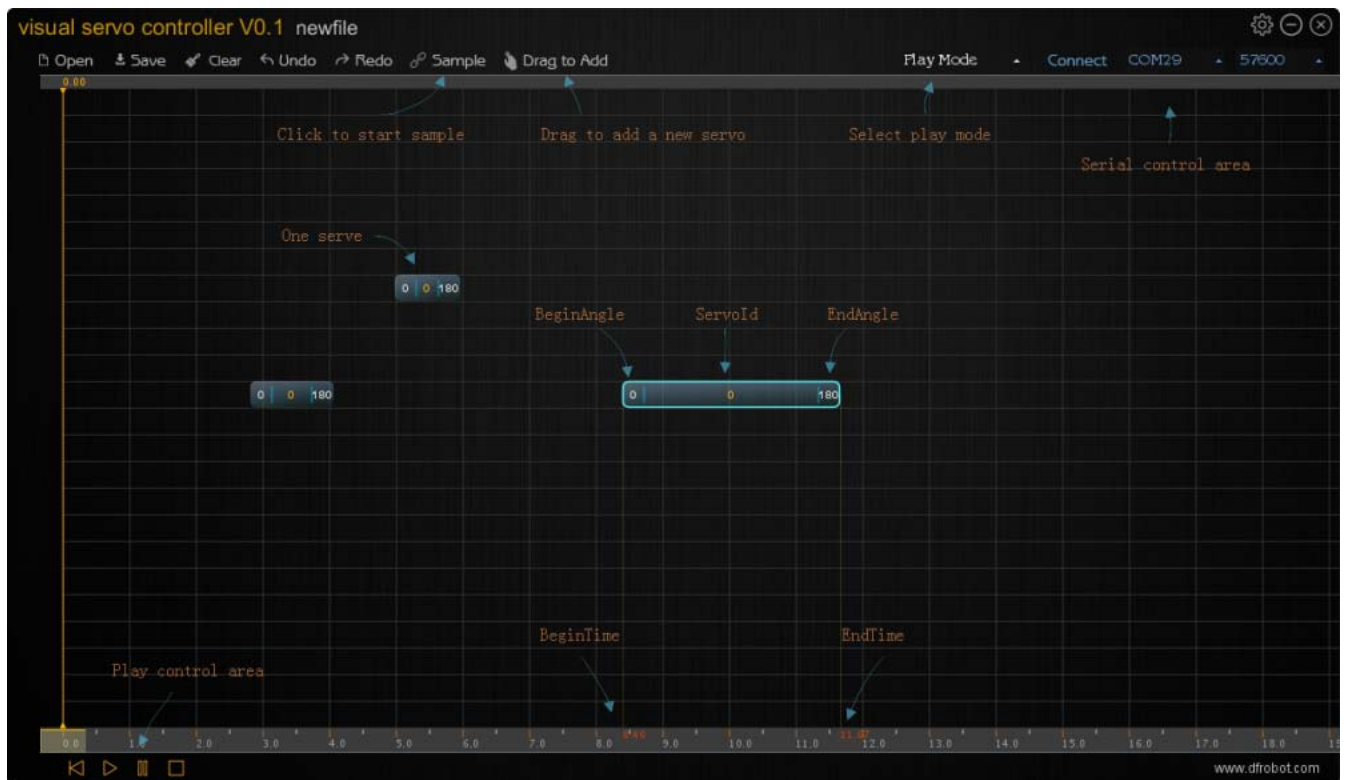 visual servo controller V0.1 newfile
Open Save Clear Undo Redo Sample Drag to Add Play Mode Connect COM29 57600
0.00
Click to start sample Drag to add a new servo Select play mode
Serial control area
One serve
0 0 180
BeginAngle ServoId EndAngle
0 0 180 0 0 180
BeginTime EndTime
Play control area
8.40 11.67
0.0 1.0 2.0 3.0 4.0 5.0 6.0 7.0 8.0 9.0 10.0 11.0 12.0 13.0 14.0 15.0 16.0 17.0 18.0
www.dfrobot.com